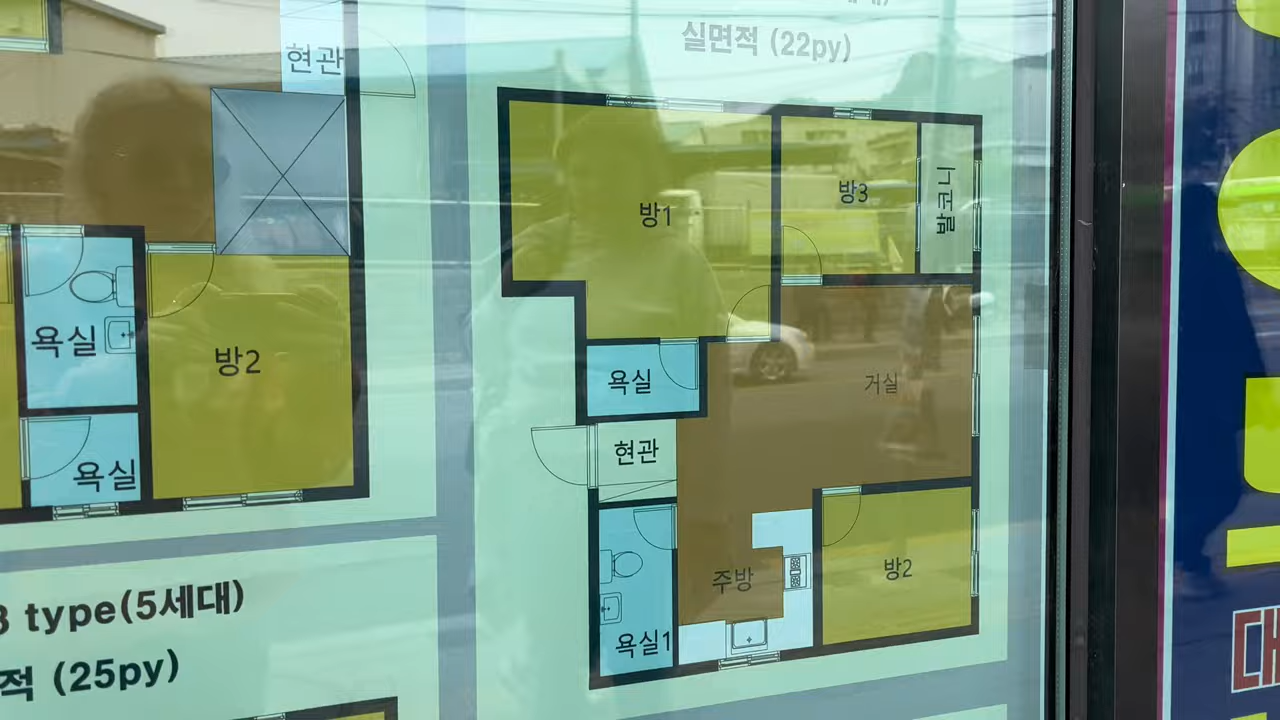 현관
욕실
방2
욕실
B type(5세대)
적 (25py)
실면적 (22py)
방1
방3
발코니
욕실
거실
현관
주방
방2
욕실1
대